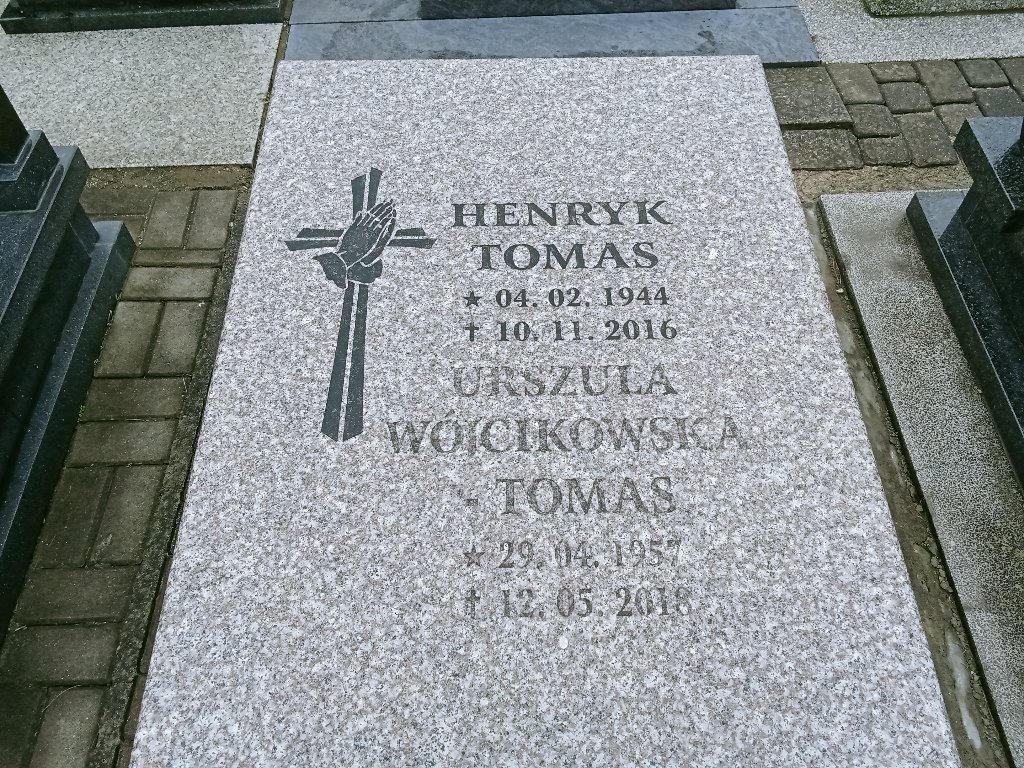 HENRYK
TOMAS
★ 04. 02. 1944
✝ 10. 11. 2016
URSZULA
WÓJCIKOWSKA
- TOMAS
★ 29. 04. 1957
✝ 12. 05. 2018